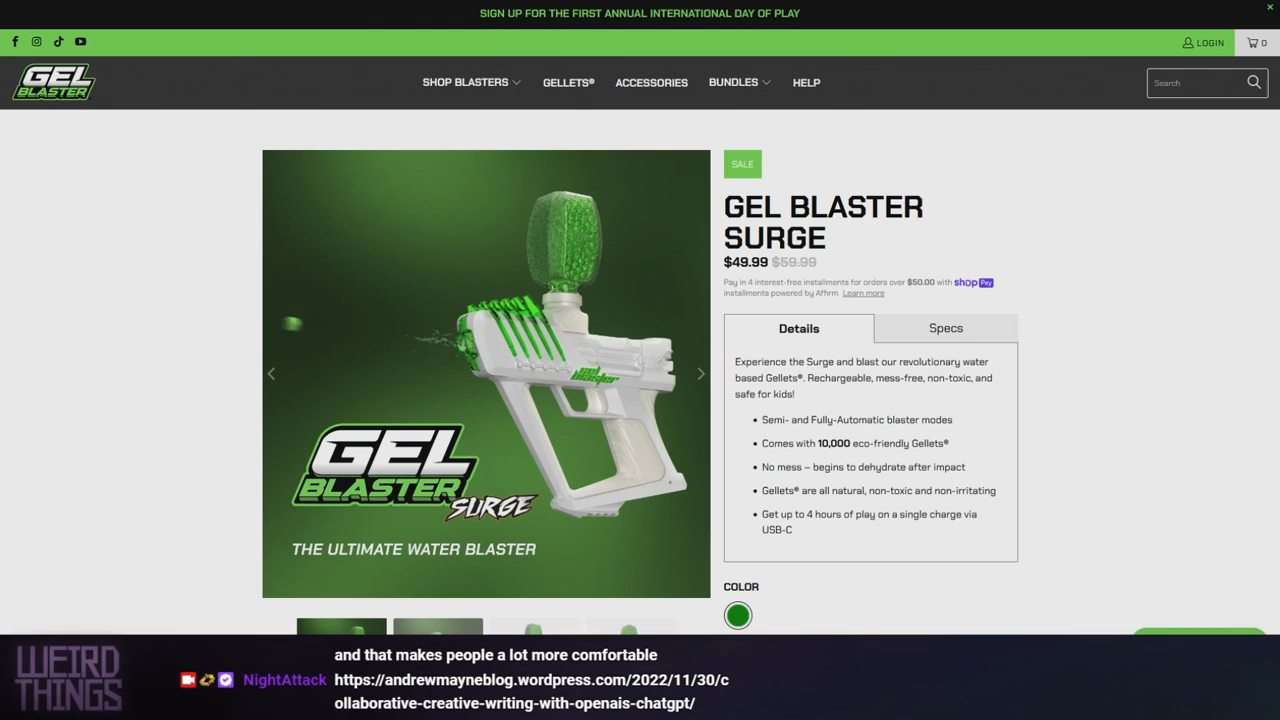 SIGN UP FOR THE FIRST ANNUAL INTERNATIONAL DAY OF PLAY
LOGIN
0
GEL
BLASTER
SHOP BLASTERS
GELLETS®
ACCESSORIES
BUNDLES
HELP
Search
SALE
GEL BLASTER
SURGE
$49.99 $59.99
Pay in 4 interest-free installments for orders over $50.00 with shop Pay
installments powered by Affirm Learn more
Details
Specs
Experience the Surge and blast our revolutionary water
based Gellets®. Rechargeable, mess-free, non-toxic, and
safe for kids!
• Semi- and Fully-Automatic blaster modes
• Comes with 10,000 eco-friendly Gellets®
• No mess – begins to dehydrate after impact
• Gellets® are all natural, non-toxic and non-irritating
• Get up to 4 hours of play on a single charge via
USB-C
COLOR
gel
blaster
GEL
BLASTER
SURGE
THE ULTIMATE WATER BLASTER
WEIRD
THINGS
and that makes people a lot more comfortable
NightAttack https://andrewmayneblog.wordpress.com/2022/11/30/c
ollaborative-creative-writing-with-openais-chatgpt/